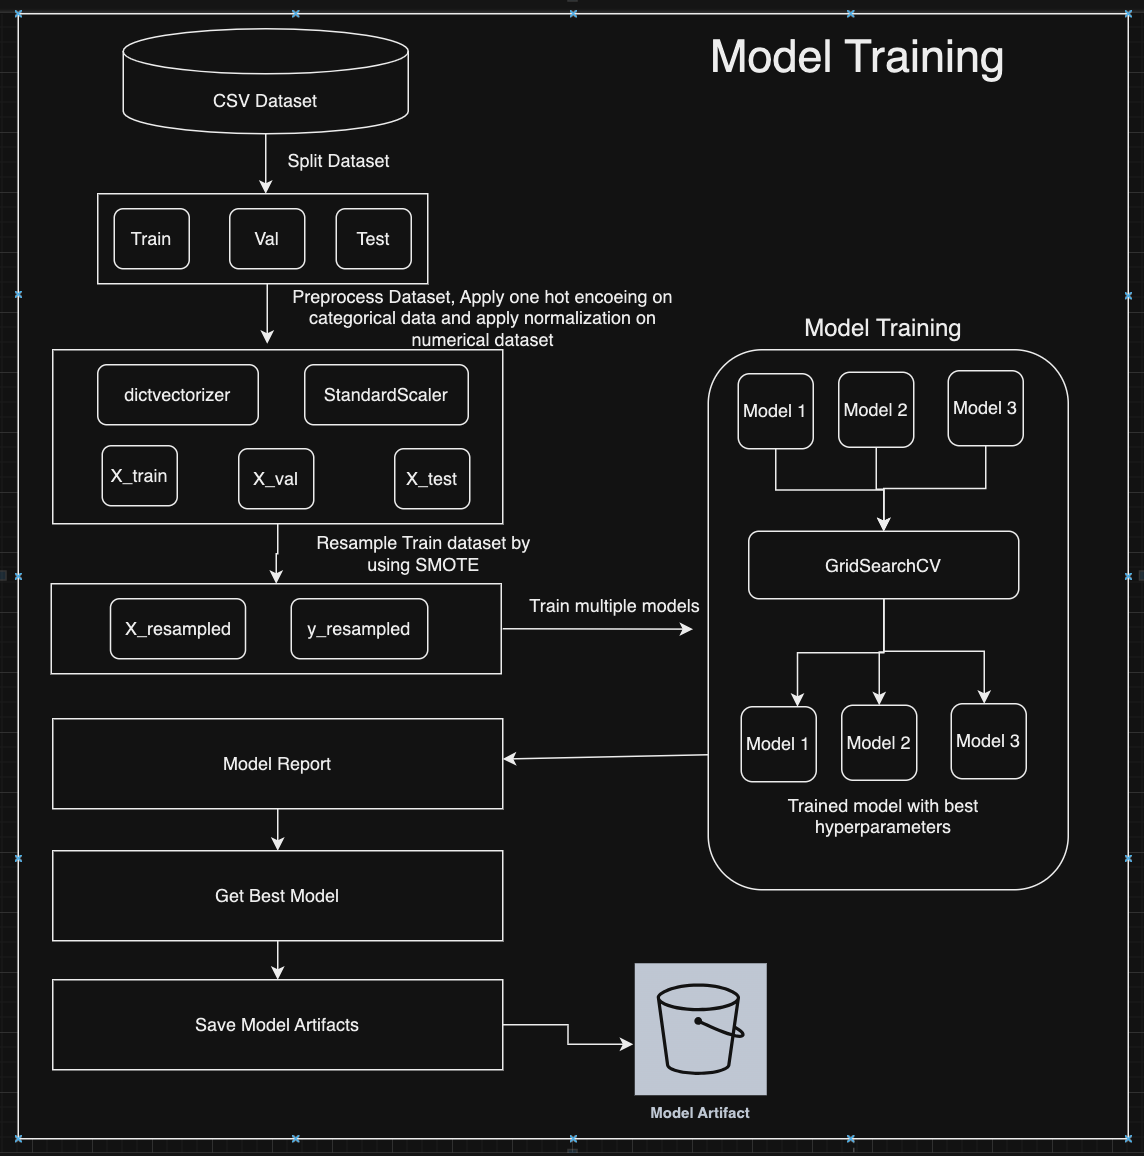 Model Training
CSV Dataset
Split Dataset
Train
Val
Test
Preprocess Dataset, Apply one hot encoeing on
categorical data and apply normalization on
numerical dataset
dictvectorizer
StandardScaler
X_train
X_val
X_test
Resample Train dataset by
using SMOTE
X_resampled
y_resampled
Train multiple models
Model Training
Model 1
Model 2
Model 3
GridSearchCV
Model 1
Model 2
Model 3
Trained model with best
hyperparameters
Model Report
Get Best Model
Save Model Artifacts
Model Artifact